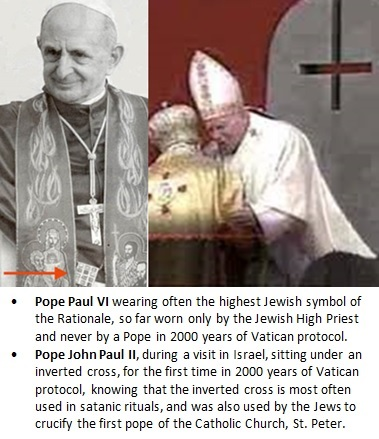 • Pope Paul VI wearing often the highest Jewish symbol of
the Rationale, so far worn only by the Jewish High Priest
and never by a Pope in 2000 years of Vatican protocol.
• Pope John Paul II, during a visit in Israel, sitting under an
inverted cross, for the first time in 2000 years of Vatican
protocol, knowing that the inverted cross is most often
used in satanic rituals, and was also used by the Jews to
crucify the first pope of the Catholic Church, St. Peter.